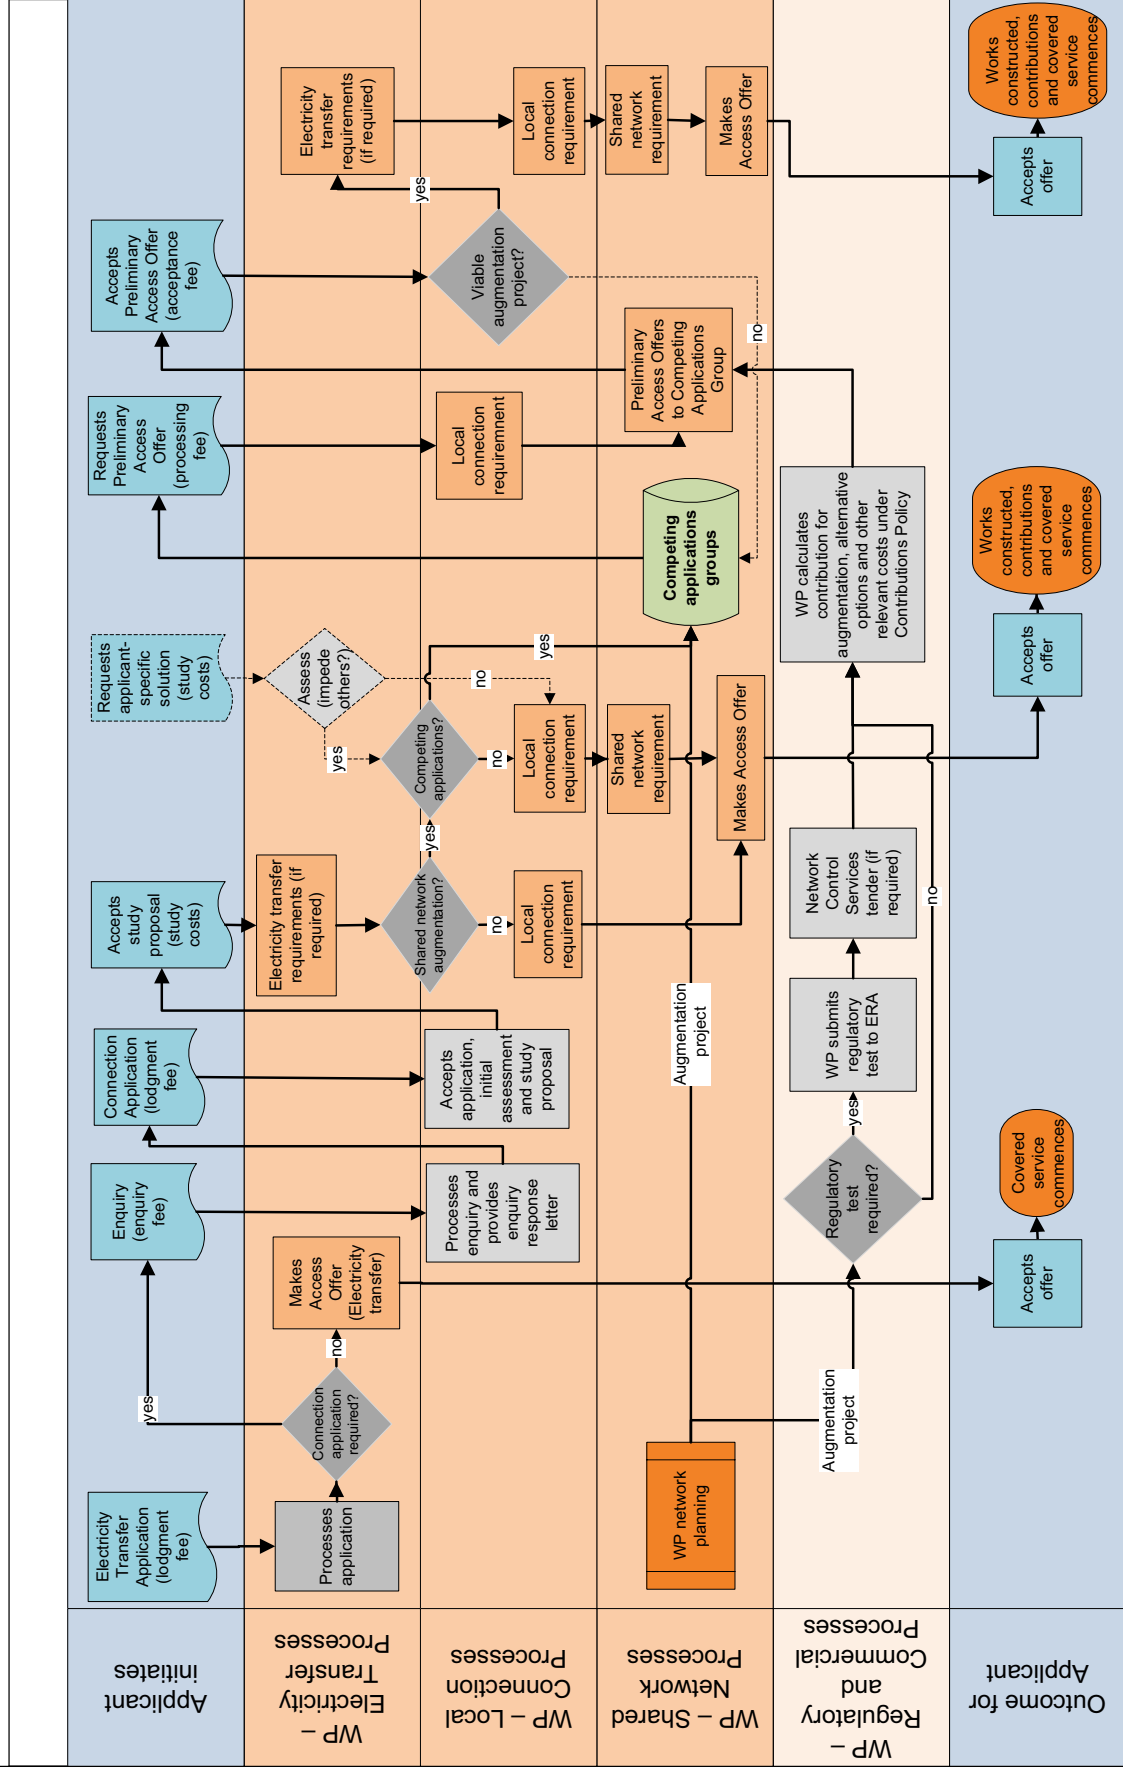 Applicant
initiates
Electricity
Transfer
Application
(lodgment
fee)
yes
Enquiry
(enquiry
fee)
Connection
Application
(lodgment
fee)
Accepts
study
proposal
(study
costs)
Requests
applicant-
specific
solution
(study
costs)
Requests
Preliminary
Access
Offer
(processing
fee)
Accepts
Preliminary
Access Offer
(acceptance
fee)
WP –
Electricity
Transfer
Processes
Processes
application
Connection
application
required?
no
Makes
Access
Offer
(Electricity
transfer)
Electricity transfer
requirements (if
required)
Assess
(impede
others?)
yes
no
Electricity
transfer
requirements
(if required)
yes
WP – Local
Connection
Processes
Processes
enquiry and
provides
enquiry
response
letter
Accepts
application,
initial
assessment
and study
proposal
Shared network
augmentation?
yes
no
Local
connection
requirement
Competing
applications?
no
yes
Local
connection
requirement
Local
connection
requiremnent
Viable
augmentation
project?
no
Local
connection
requirement
WP – Shared
Network
Processes
WP network
planning
Augmentation
project
Shared
network
requirement
Makes Access Offer
Competing
applications
groups
Preliminary
Access Offers
to Competing
Applications
Group
Shared
network
requirement
Makes
Access Offer
WP –
Regulatory
and
Commercial
Processes
Augmentation
project
Regulatory
test
required?
yes
no
WP submits
regulatory
test to ERA
Network
Control
Services
tender (if
required)
WP calculates
contribution for
augmentation, alternative
options and other
relevant costs under
Contributions Policy
Outcome for
Applicant
Accepts
offer
Covered
service
commences
Accepts
offer
Works
constructed,
contributions
and covered
service
commences
Accepts
offer
Works
constructed,
contributions
and covered
service
commences